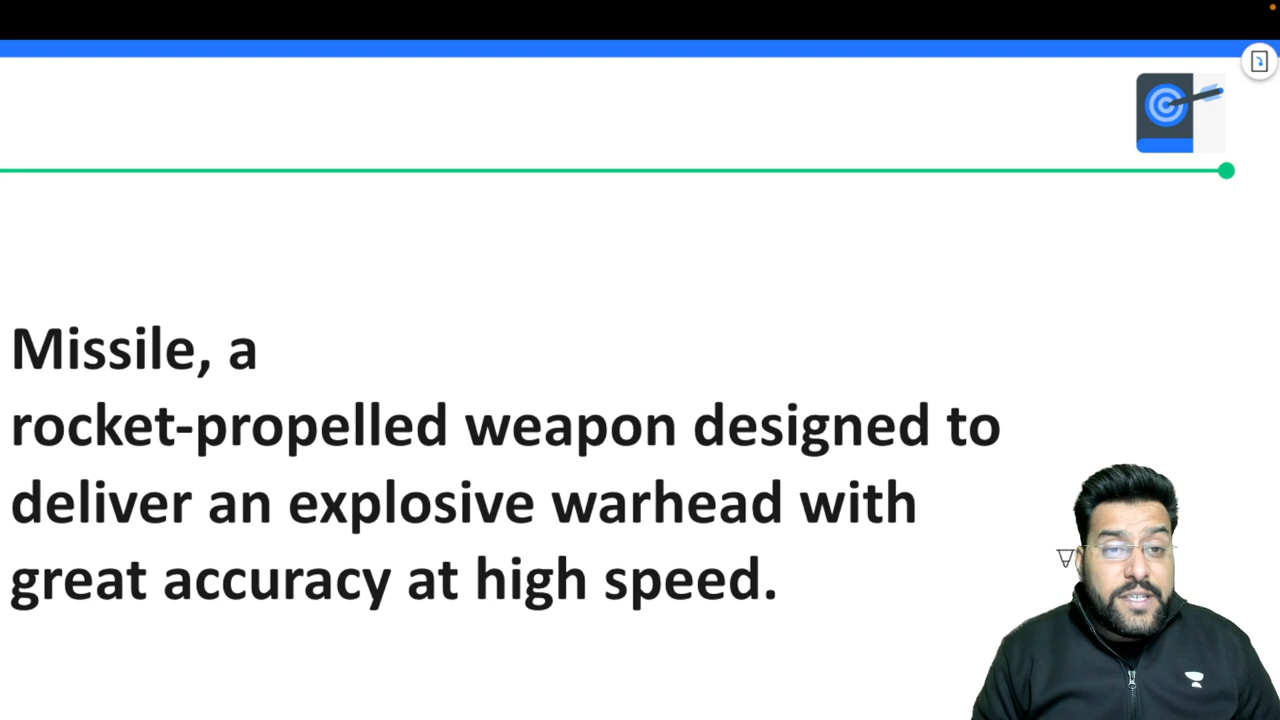 Missile, a
rocket-propelled weapon designed to
deliver an explosive warhead with
great accuracy at high speed.